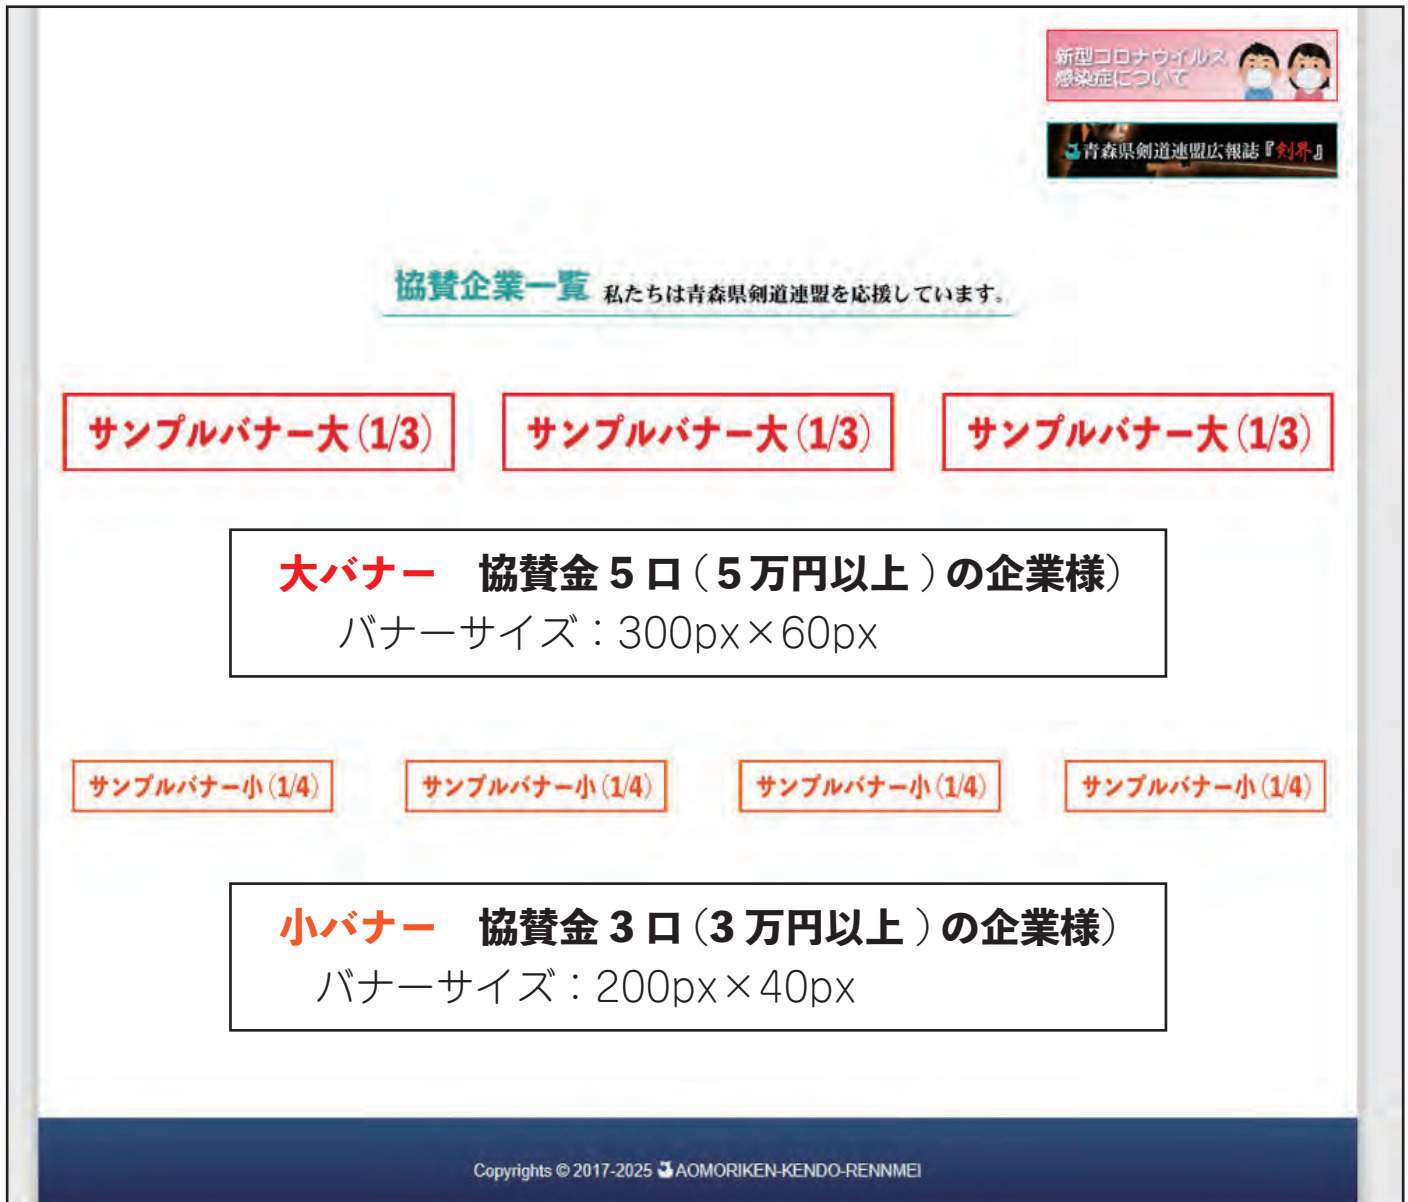 新型コロナウイルス
感染症について
青森県剣道連盟広報誌『剣界』
協賛企業一覧 私たちは青森県剣道連盟を応援しています。
サンプルバナー大(1/3) サンプルバナー大(1/3) サンプルバナー大(1/3)
大バナー 協賛金5口(5万円以上)の企業様)
バナーサイズ:300px×60px
サンプルバナー小(1/4) サンプルバナー小(1/4) サンプルバナー小(1/4) サンプルバナー小(1/4)
小バナー 協賛金3口(3万円以上)の企業様)
バナーサイズ:200px×40px
Copyrights © 2017-2025 AOMORIKEN-KENDO-RENNMEI